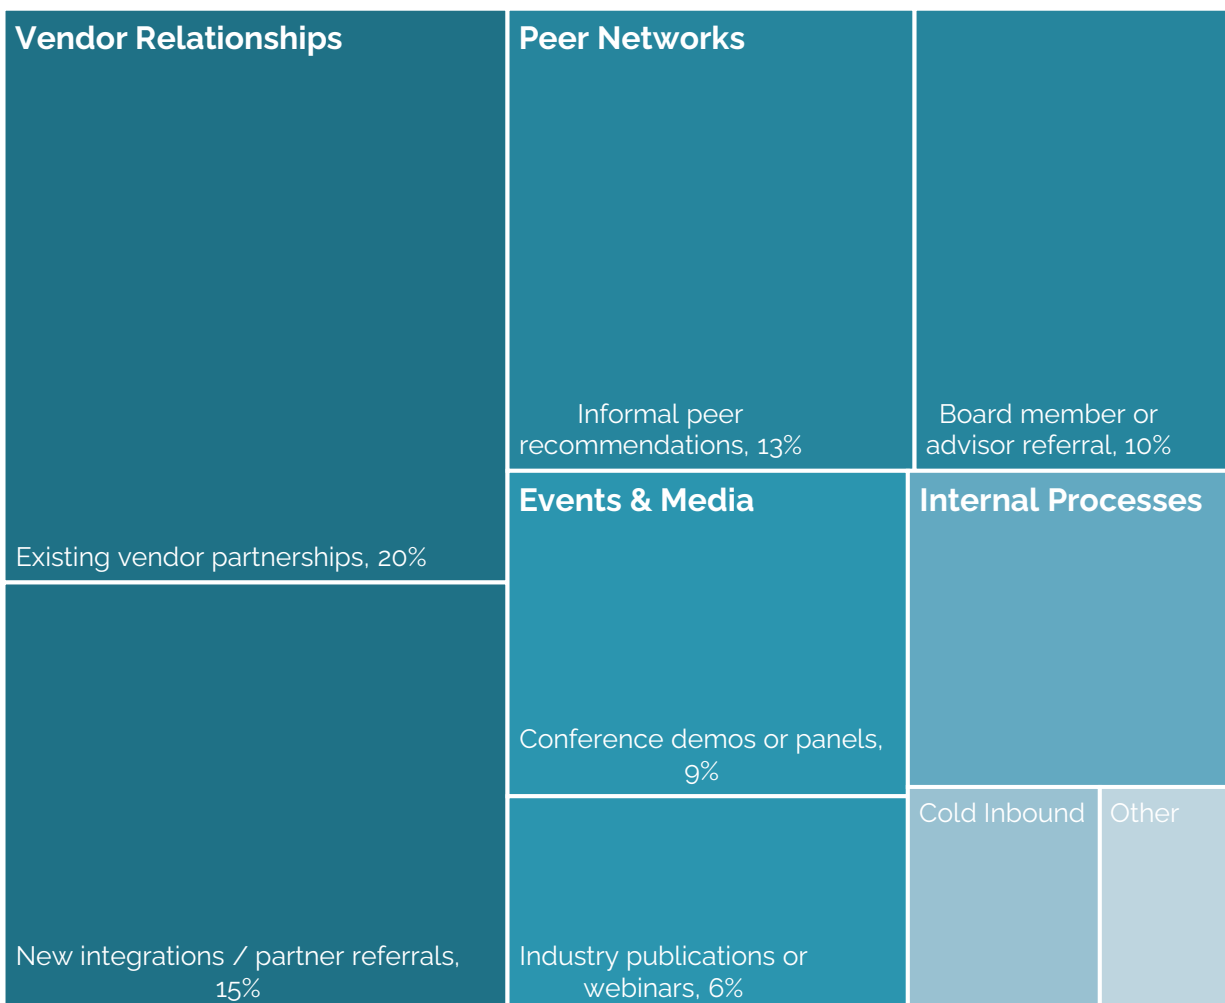 Vendor Relationships
Existing vendor partnerships, 20%
New integrations / partner referrals,
15%
Peer Networks
Informal peer
recommendations, 13%
Board member or
advisor referral, 10%
Events & Media
Conference demos or panels,
9%
Industry publications or
webinars, 6%
Internal Processes
Cold Inbound
Other